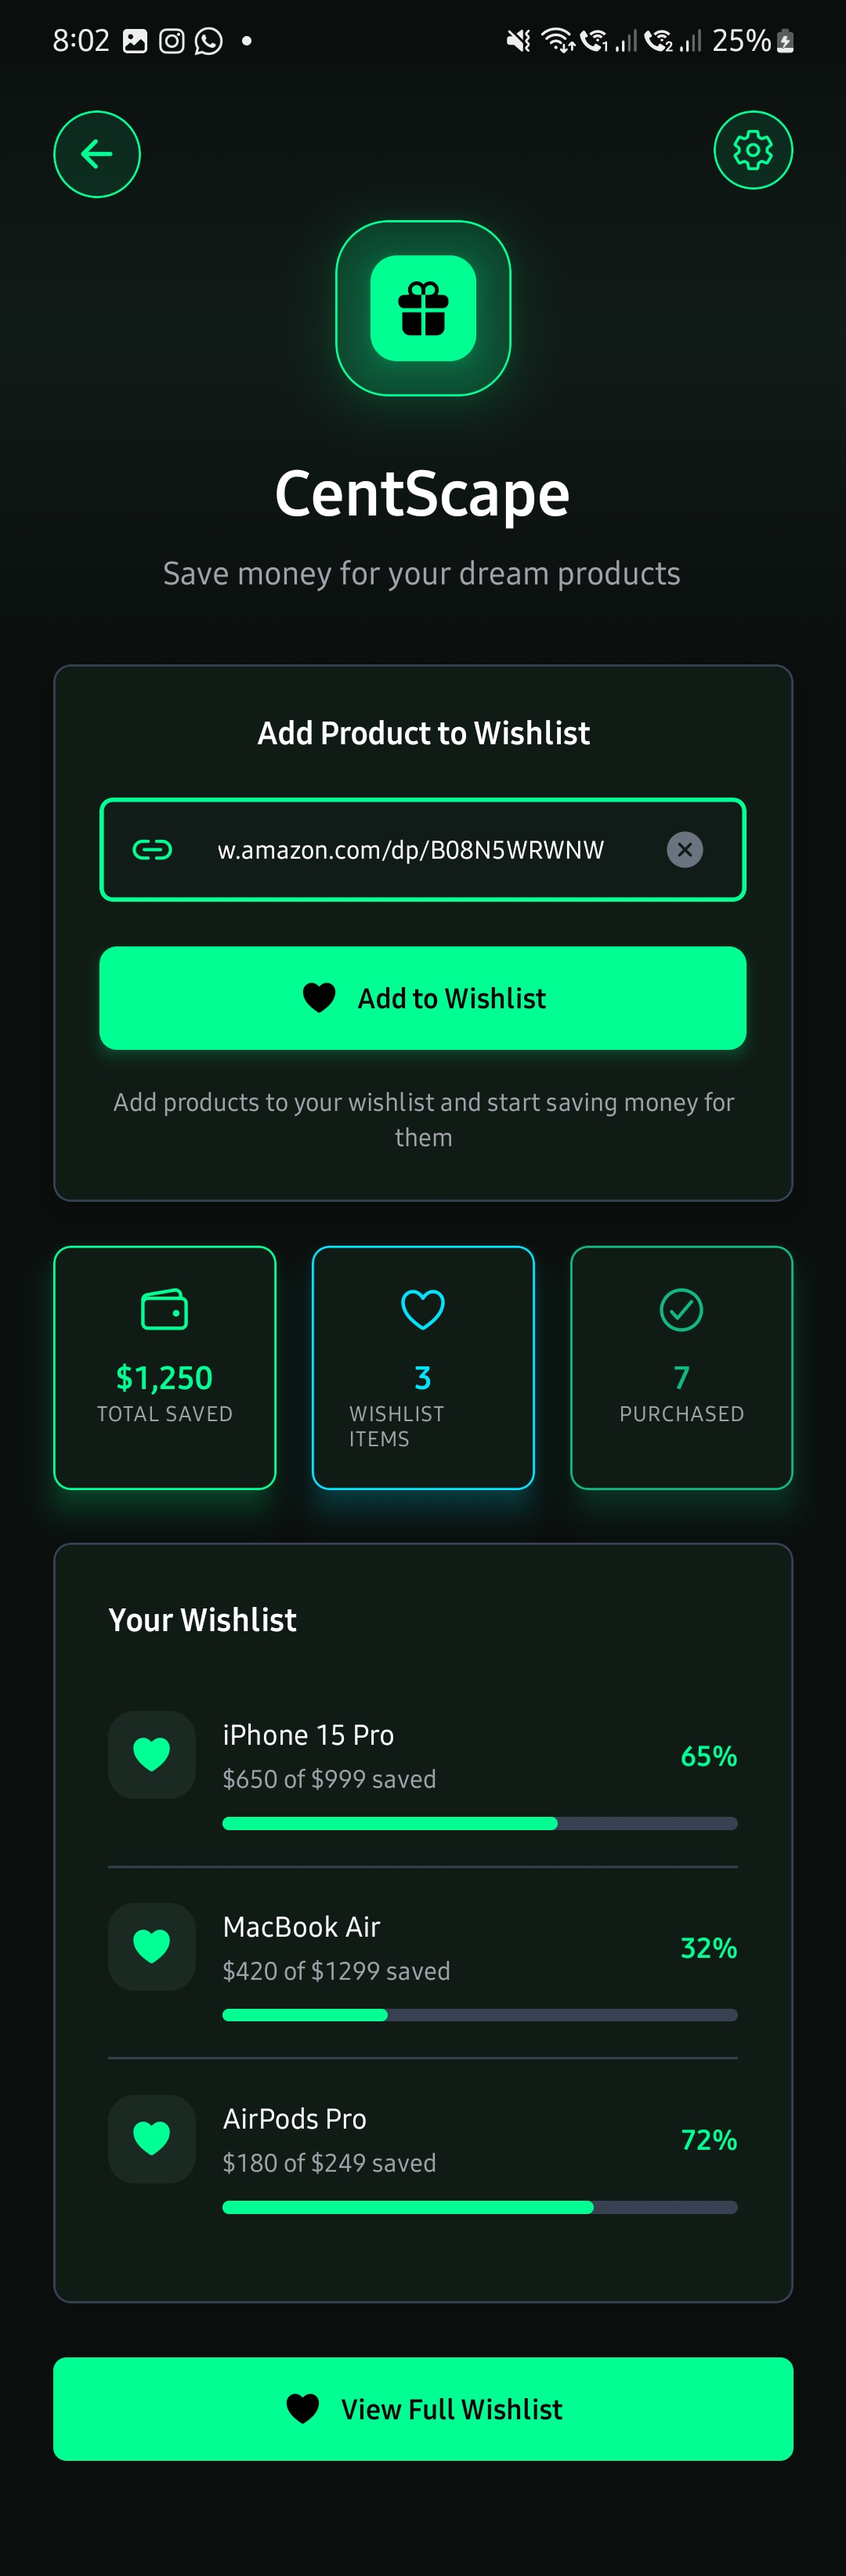 8:02
25%
CentScape
Save money for your dream products
Add Product to Wishlist
w.amazon.com/dp/B08N5WRWNW
Add to Wishlist
Add products to your wishlist and start saving money for
them
$1,250
TOTAL SAVED
3
WISHLIST
ITEMS
7
PURCHASED
Your Wishlist
iPhone 15 Pro
$650 of $999 saved
65%
MacBook Air
$420 of $1299 saved
32%
AirPods Pro
$180 of $249 saved
72%
View Full Wishlist